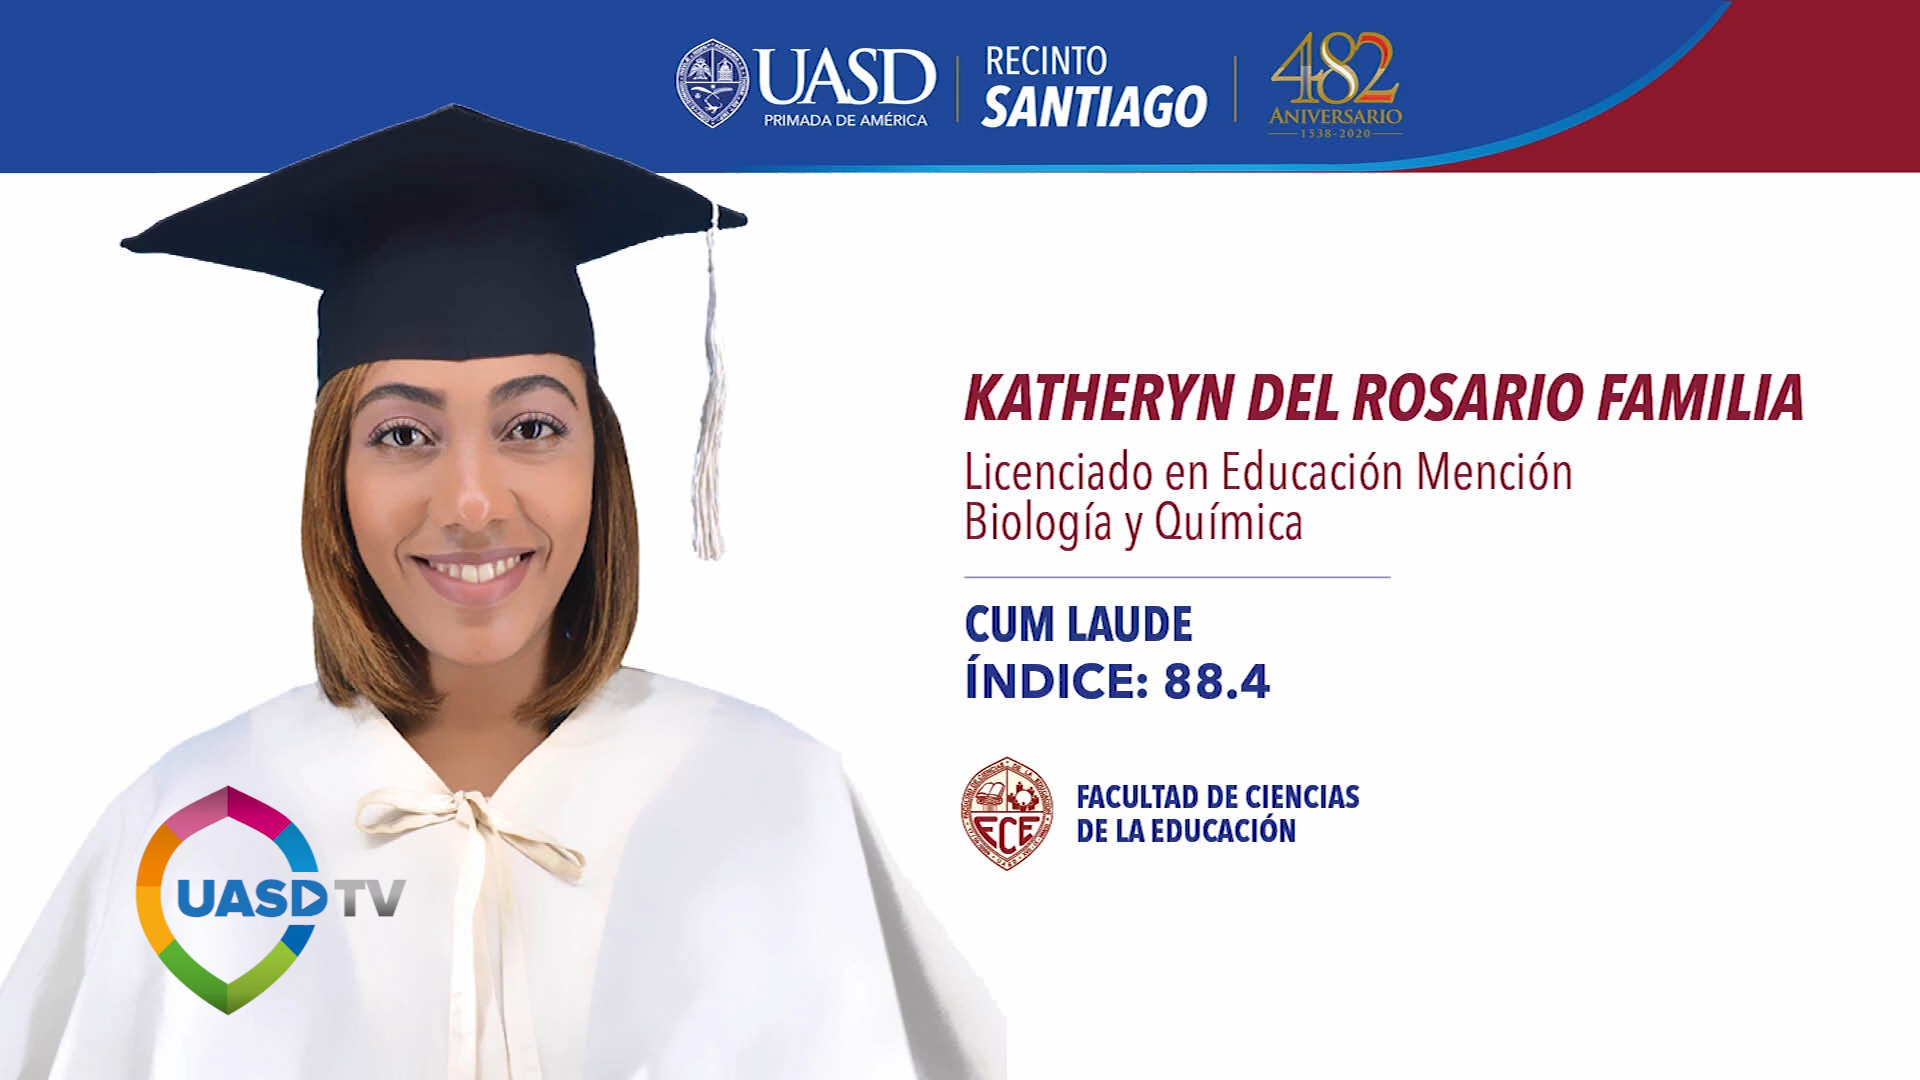 UASD
PRIMADA DE AMÉRICA
RECINTO
SANTIAGO
482
ANIVERSARIO
1538-2020
KATHERYN DEL ROSARIO FAMILIA
Licenciado en Educación Mención
Biología y Química
CUM LAUDE
ÍNDICE: 88.4
FCE
FACULTAD DE CIENCIAS
DE LA EDUCACIÓN
UASD TV